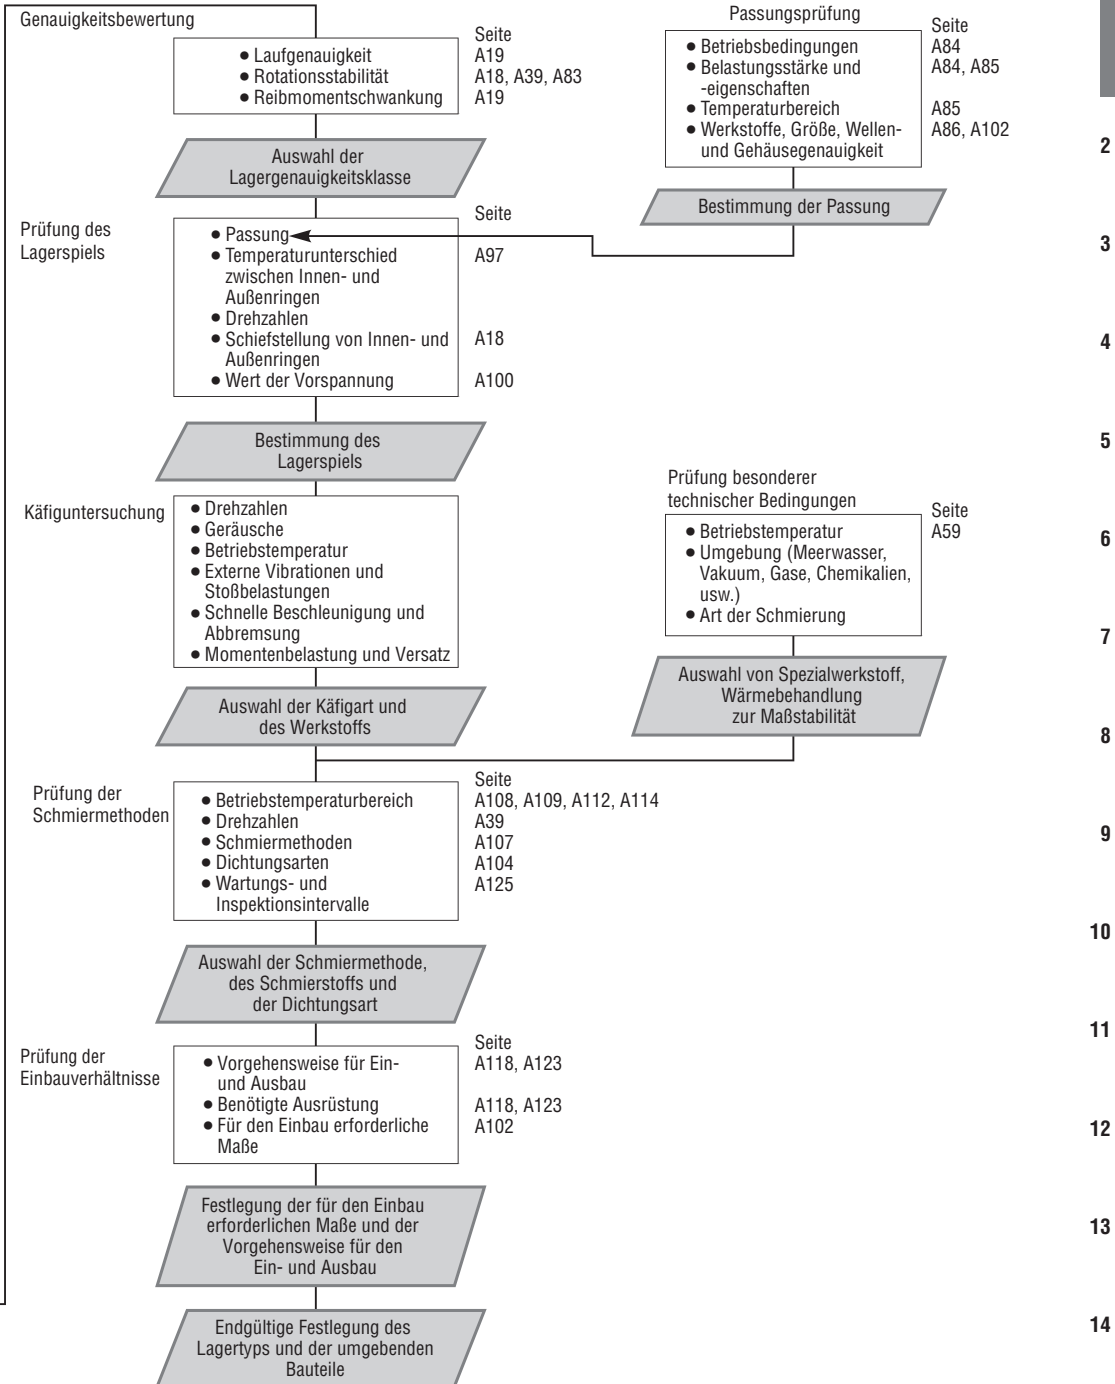 Genauigkeitsbewertung
Seite
● Laufgenauigkeit
A19
● Rotationsstabilität
A18, A39, A83
● Reibmomentschwankung
A19
Auswahl der
Lagergenauigkeitsklasse
Passungsprüfung
Seite
● Betriebsbedingungen
A84
● Belastungsstärke und
-eigenschaften
A84, A85
● Temperaturbereich
A85
● Werkstoffe, Größe, Wellen-
und Gehäusegenauigkeit
A86, A102
Bestimmung der Passung
Prüfung des
Lagerspiels
Seite
● Passung
● Temperaturunterschied
zwischen Innen- und
Außenringen
A97
● Drehzahlen
● Schiefstellung von Innen- und
Außenringen
A18
● Wert der Vorspannung
A100
Bestimmung des
Lagerspiels
Käfiguntersuchung
● Drehzahlen
● Geräusche
● Betriebstemperatur
● Externe Vibrationen und
Stoßbelastungen
● Schnelle Beschleunigung und
Abbremsung
● Momentenbelastung und Versatz
Auswahl der Käfigart und
des Werkstoffs
Prüfung besonderer
technischer Bedingungen
Seite
● Betriebstemperatur
A59
● Umgebung (Meerwasser,
Vakuum, Gase, Chemikalien,
usw.)
● Art der Schmierung
Auswahl von Spezialwerkstoff,
Wärmebehandlung
zur Maßstabilität
Prüfung der
Schmiermethoden
Seite
● Betriebstemperaturbereich
A108, A109, A112, A114
● Drehzahlen
A39
● Schmiermethoden
A107
● Dichtungsarten
A104
● Wartungs- und
Inspektionsintervalle
A125
Auswahl der Schmiermethode,
des Schmierstoffs und
der Dichtungsart
Prüfung der
Einbauverhältnisse
Seite
● Vorgehensweise für Ein-
und Ausbau
A118, A123
● Benötigte Ausrüstung
A118, A123
● Für den Einbau erforderliche
Maße
A102
Festlegung der für den Einbau
erforderlichen Maße und der
Vorgehensweise für den
Ein- und Ausbau
Endgültige Festlegung des
Lagertyps und der umgebenden
Bauteile
2
3
4
5
6
7
8
9
10
11
12
13
14